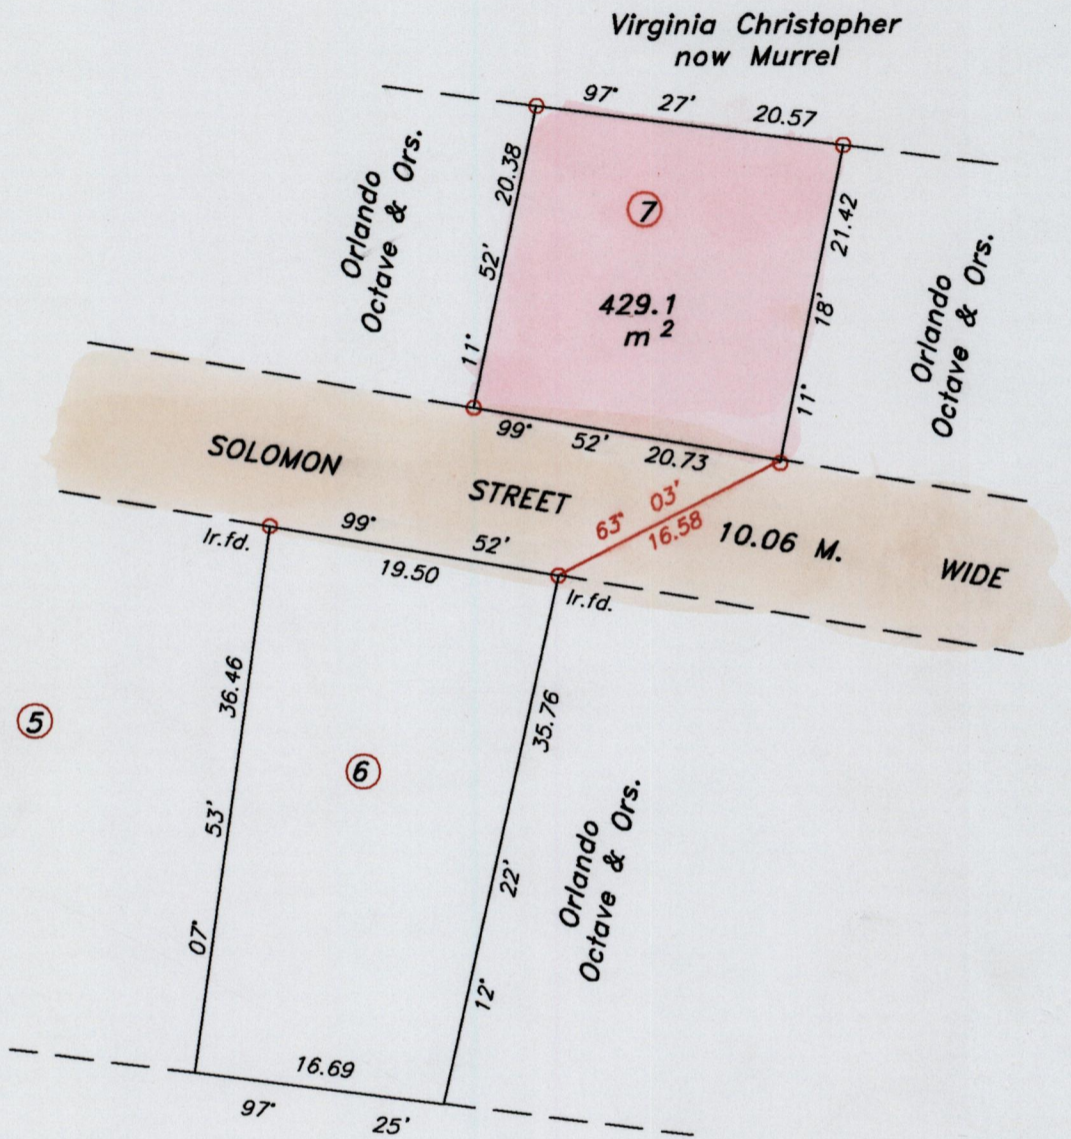 Virginia Christopher
now Murrel
97° 27' 20.57
Orlando
Octave & Ors.
20.38
52'
11°
7
429.1
m²
21.42
18'
11°
Orlando
Octave & Ors.
99° 52' 20.73
SOLOMON STREET 10.06 M. WIDE
63° 03'
16.58
Ir.fd.
99° 52'
19.50
Ir.fd.
36.46
53'
07°
5
6
35.76
22'
12°
Orlando
Octave & Ors.
16.69
97° 25'